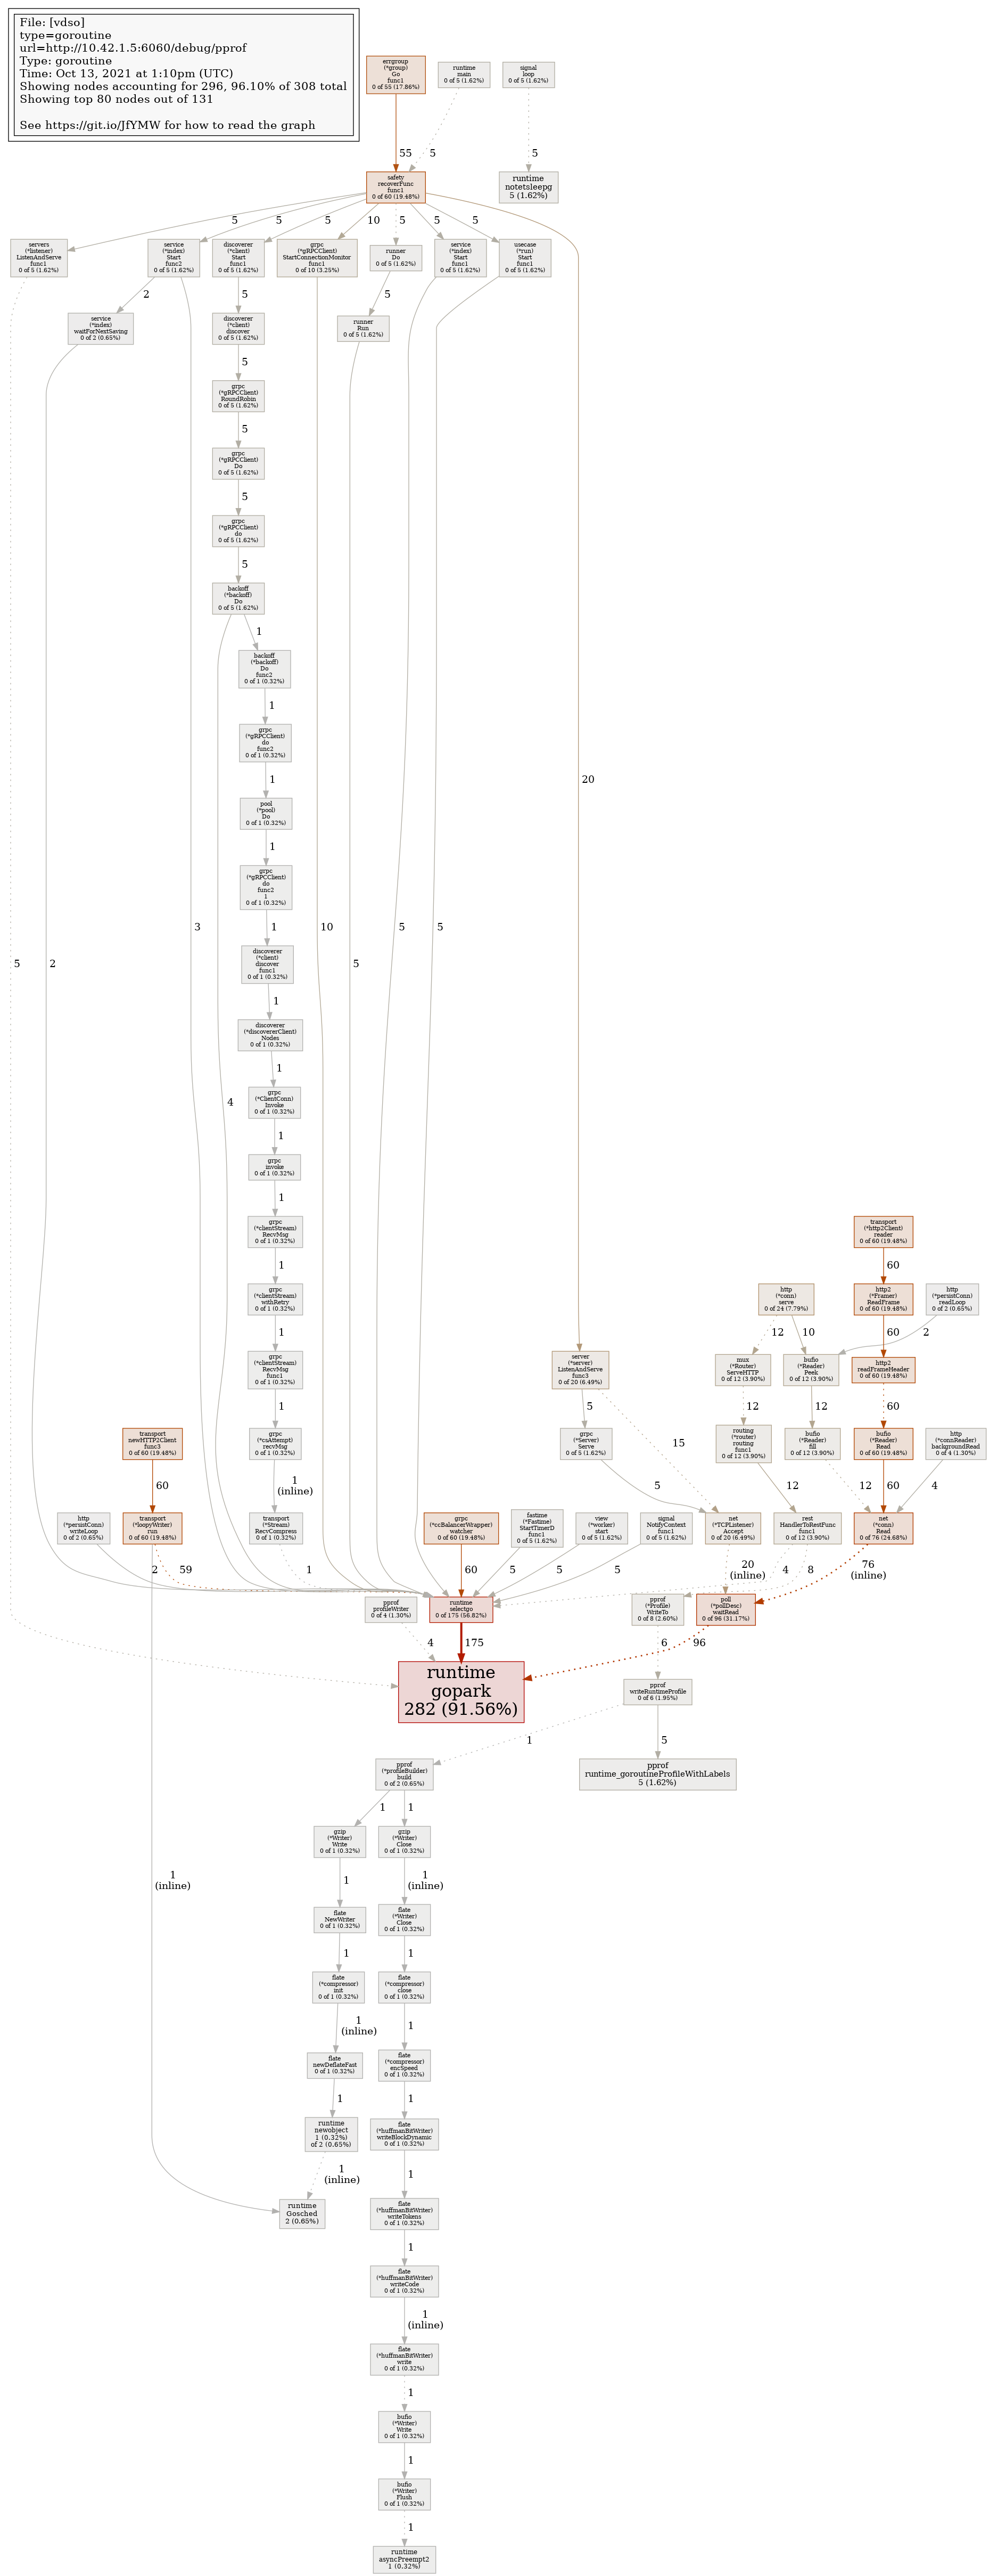 File: [vdso]
type=goroutine
url=http://10.42.1.5:6060/debug/pprof
Type: goroutine
Time: Oct 13, 2021 at 1:10pm (UTC)
Showing nodes accounting for 296, 96.10% of 308 total
Showing top 80 nodes out of 131
See https://git.io/JfYMW for how to read the graph
errgroup
(*group)
Go
func1
0 of 55 (17.86%)
runtime
main
0 of 5 (1.62%)
signal
loop
0 of 5 (1.62%)
55
5
5
safety
recoverFunc
func1
0 of 60 (19.48%)
runtime
notetsleepg
5 (1.62%)
5
5
5
10
5
5
5
20
servers
(*listener)
ListenAndServe
func1
0 of 5 (1.62%)
service
(*index)
Start
func2
0 of 5 (1.62%)
discoverer
(*client)
Start
func1
0 of 5 (1.62%)
grpc
(*gRPCClient)
StartConnectionMonitor
func1
0 of 10 (3.25%)
runner
Do
0 of 5 (1.62%)
service
(*index)
Start
func1
0 of 5 (1.62%)
usecase
(*run)
Start
func1
0 of 5 (1.62%)
2
5
5
service
(*index)
waitForNextSaving
0 of 2 (0.65%)
discoverer
(*client)
discover
0 of 5 (1.62%)
runner
Run
0 of 5 (1.62%)
5
grpc
(*gRPCClient)
RoundRobin
0 of 5 (1.62%)
5
grpc
(*gRPCClient)
Do
0 of 5 (1.62%)
5
grpc
(*gRPCClient)
do
0 of 5 (1.62%)
5
backoff
(*backoff)
Do
0 of 5 (1.62%)
1
backoff
(*backoff)
Do
func2
0 of 1 (0.32%)
1
grpc
(*gRPCClient)
do
func2
0 of 1 (0.32%)
1
pool
(*pool)
Do
0 of 1 (0.32%)
1
grpc
(*gRPCClient)
do
func2
1
0 of 1 (0.32%)
5
2
3
1
10
5
5
5
discoverer
(*client)
discover
func1
0 of 1 (0.32%)
1
discoverer
(*discovererClient)
Nodes
0 of 1 (0.32%)
1
4
grpc
(*ClientConn)
Invoke
0 of 1 (0.32%)
1
grpc
invoke
0 of 1 (0.32%)
1
grpc
(*clientStream)
RecvMsg
0 of 1 (0.32%)
1
grpc
(*clientStream)
withRetry
0 of 1 (0.32%)
1
grpc
(*clientStream)
RecvMsg
func1
0 of 1 (0.32%)
1
grpc
(*csAttempt)
recvMsg
0 of 1 (0.32%)
1
(inline)
transport
(*Stream)
RecvCompress
0 of 1 (0.32%)
transport
(*http2Client)
reader
0 of 60 (19.48%)
60
http
(*conn)
serve
0 of 24 (7.79%)
http2
(*Framer)
ReadFrame
0 of 60 (19.48%)
http
(*persistConn)
readLoop
0 of 2 (0.65%)
12
10
60
2
server
(*server)
ListenAndServe
func3
0 of 20 (6.49%)
mux
(*Router)
ServeHTTP
0 of 12 (3.90%)
bufio
(*Reader)
Peek
0 of 12 (3.90%)
http2
readFrameHeader
0 of 60 (19.48%)
5
15
12
12
60
transport
newHTTP2Client
func3
0 of 60 (19.48%)
grpc
(*Server)
Serve
0 of 5 (1.62%)
routing
(*router)
routing
func1
0 of 12 (3.90%)
bufio
(*Reader)
fill
0 of 12 (3.90%)
bufio
(*Reader)
Read
0 of 60 (19.48%)
http
(*connReader)
backgroundRead
0 of 4 (1.30%)
60
5
12
12
60
4
http
(*persistConn)
writeLoop
0 of 2 (0.65%)
transport
(*loopyWriter)
run
0 of 60 (19.48%)
grpc
(*ccBalancerWrapper)
watcher
0 of 60 (19.48%)
fastime
(*Fastime)
StartTimerD
func1
0 of 5 (1.62%)
view
(*worker)
start
0 of 5 (1.62%)
signal
NotifyContext
func1
0 of 5 (1.62%)
net
(*TCPListener)
Accept
0 of 20 (6.49%)
rest
HandlerToRestFunc
func1
0 of 12 (3.90%)
net
(*conn)
Read
0 of 76 (24.68%)
2
59
1
60
5
5
5
20
(inline)
4
8
76
(inline)
pprof
profileWriter
0 of 4 (1.30%)
runtime
selectgo
0 of 175 (56.82%)
pprof
(*Profile)
WriteTo
0 of 8 (2.60%)
poll
(*pollDesc)
waitRead
0 of 96 (31.17%)
4
175
6
96
runtime
gopark
282 (91.56%)
pprof
writeRuntimeProfile
0 of 6 (1.95%)
1
5
pprof
(*profileBuilder)
build
0 of 2 (0.65%)
pprof
runtime_goroutineProfileWithLabels
5 (1.62%)
1
1
gzip
(*Writer)
Write
0 of 1 (0.32%)
gzip
(*Writer)
Close
0 of 1 (0.32%)
1
(inline)
1
1
(inline)
flate
NewWriter
0 of 1 (0.32%)
flate
(*Writer)
Close
0 of 1 (0.32%)
1
1
flate
(*compressor)
init
0 of 1 (0.32%)
flate
(*compressor)
close
0 of 1 (0.32%)
1
(inline)
1
flate
newDeflateFast
0 of 1 (0.32%)
flate
(*compressor)
encSpeed
0 of 1 (0.32%)
1
1
runtime
newobject
1 (0.32%)
of 2 (0.65%)
flate
(*huffmanBitWriter)
writeBlockDynamic
0 of 1 (0.32%)
1
(inline)
1
runtime
Gosched
2 (0.65%)
flate
(*huffmanBitWriter)
writeTokens
0 of 1 (0.32%)
1
flate
(*huffmanBitWriter)
writeCode
0 of 1 (0.32%)
1
(inline)
flate
(*huffmanBitWriter)
write
0 of 1 (0.32%)
1
bufio
(*Writer)
Write
0 of 1 (0.32%)
1
bufio
(*Writer)
Flush
0 of 1 (0.32%)
1
runtime
asyncPreempt2
1 (0.32%)